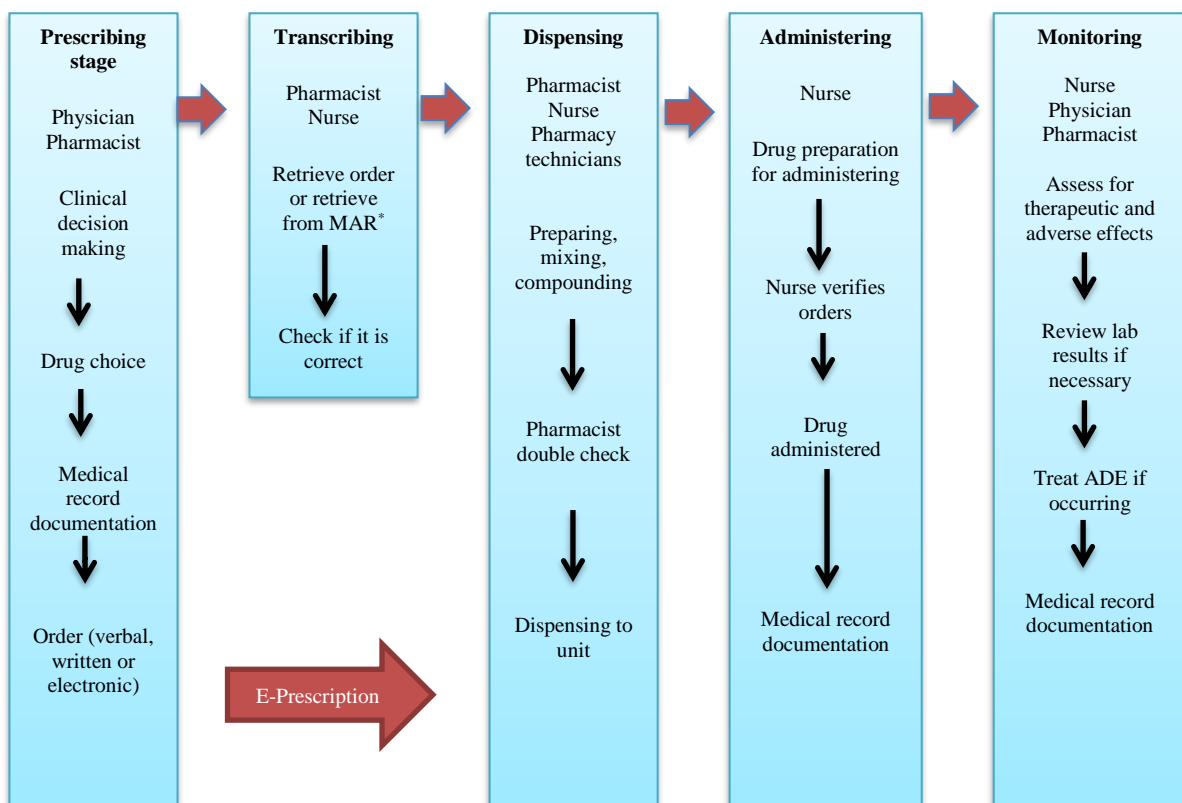 Prescribing
stage
Physician
Pharmacist
Clinical
decision
making
Drug choice
Medical
record
documentation
Order (verbal,
written or
electronic)
Transcribing
Pharmacist
Nurse
Retrieve order
or retrieve
from MAR*
Check if it is
correct
E-Prescription
Dispensing
Pharmacist
Nurse
Pharmacy
technicians
Preparing,
mixing,
compounding
Pharmacist
double check
Dispensing to
unit
Administering
Nurse
Drug preparation
for administering
Nurse verifies
orders
Drug
administered
Medical record
documentation
Monitoring
Nurse
Physician
Pharmacist
Assess for
therapeutic and
adverse effects
Review lab
results if
necessary
Treat ADE if
occurring
Medical record
documentation